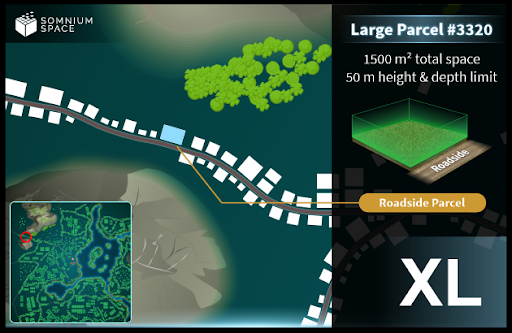 SOMNIUM
SPACE
Large Parcel #3320
1500 m² total space
50 m height & depth limit
Roadside
Roadside Parcel
XL